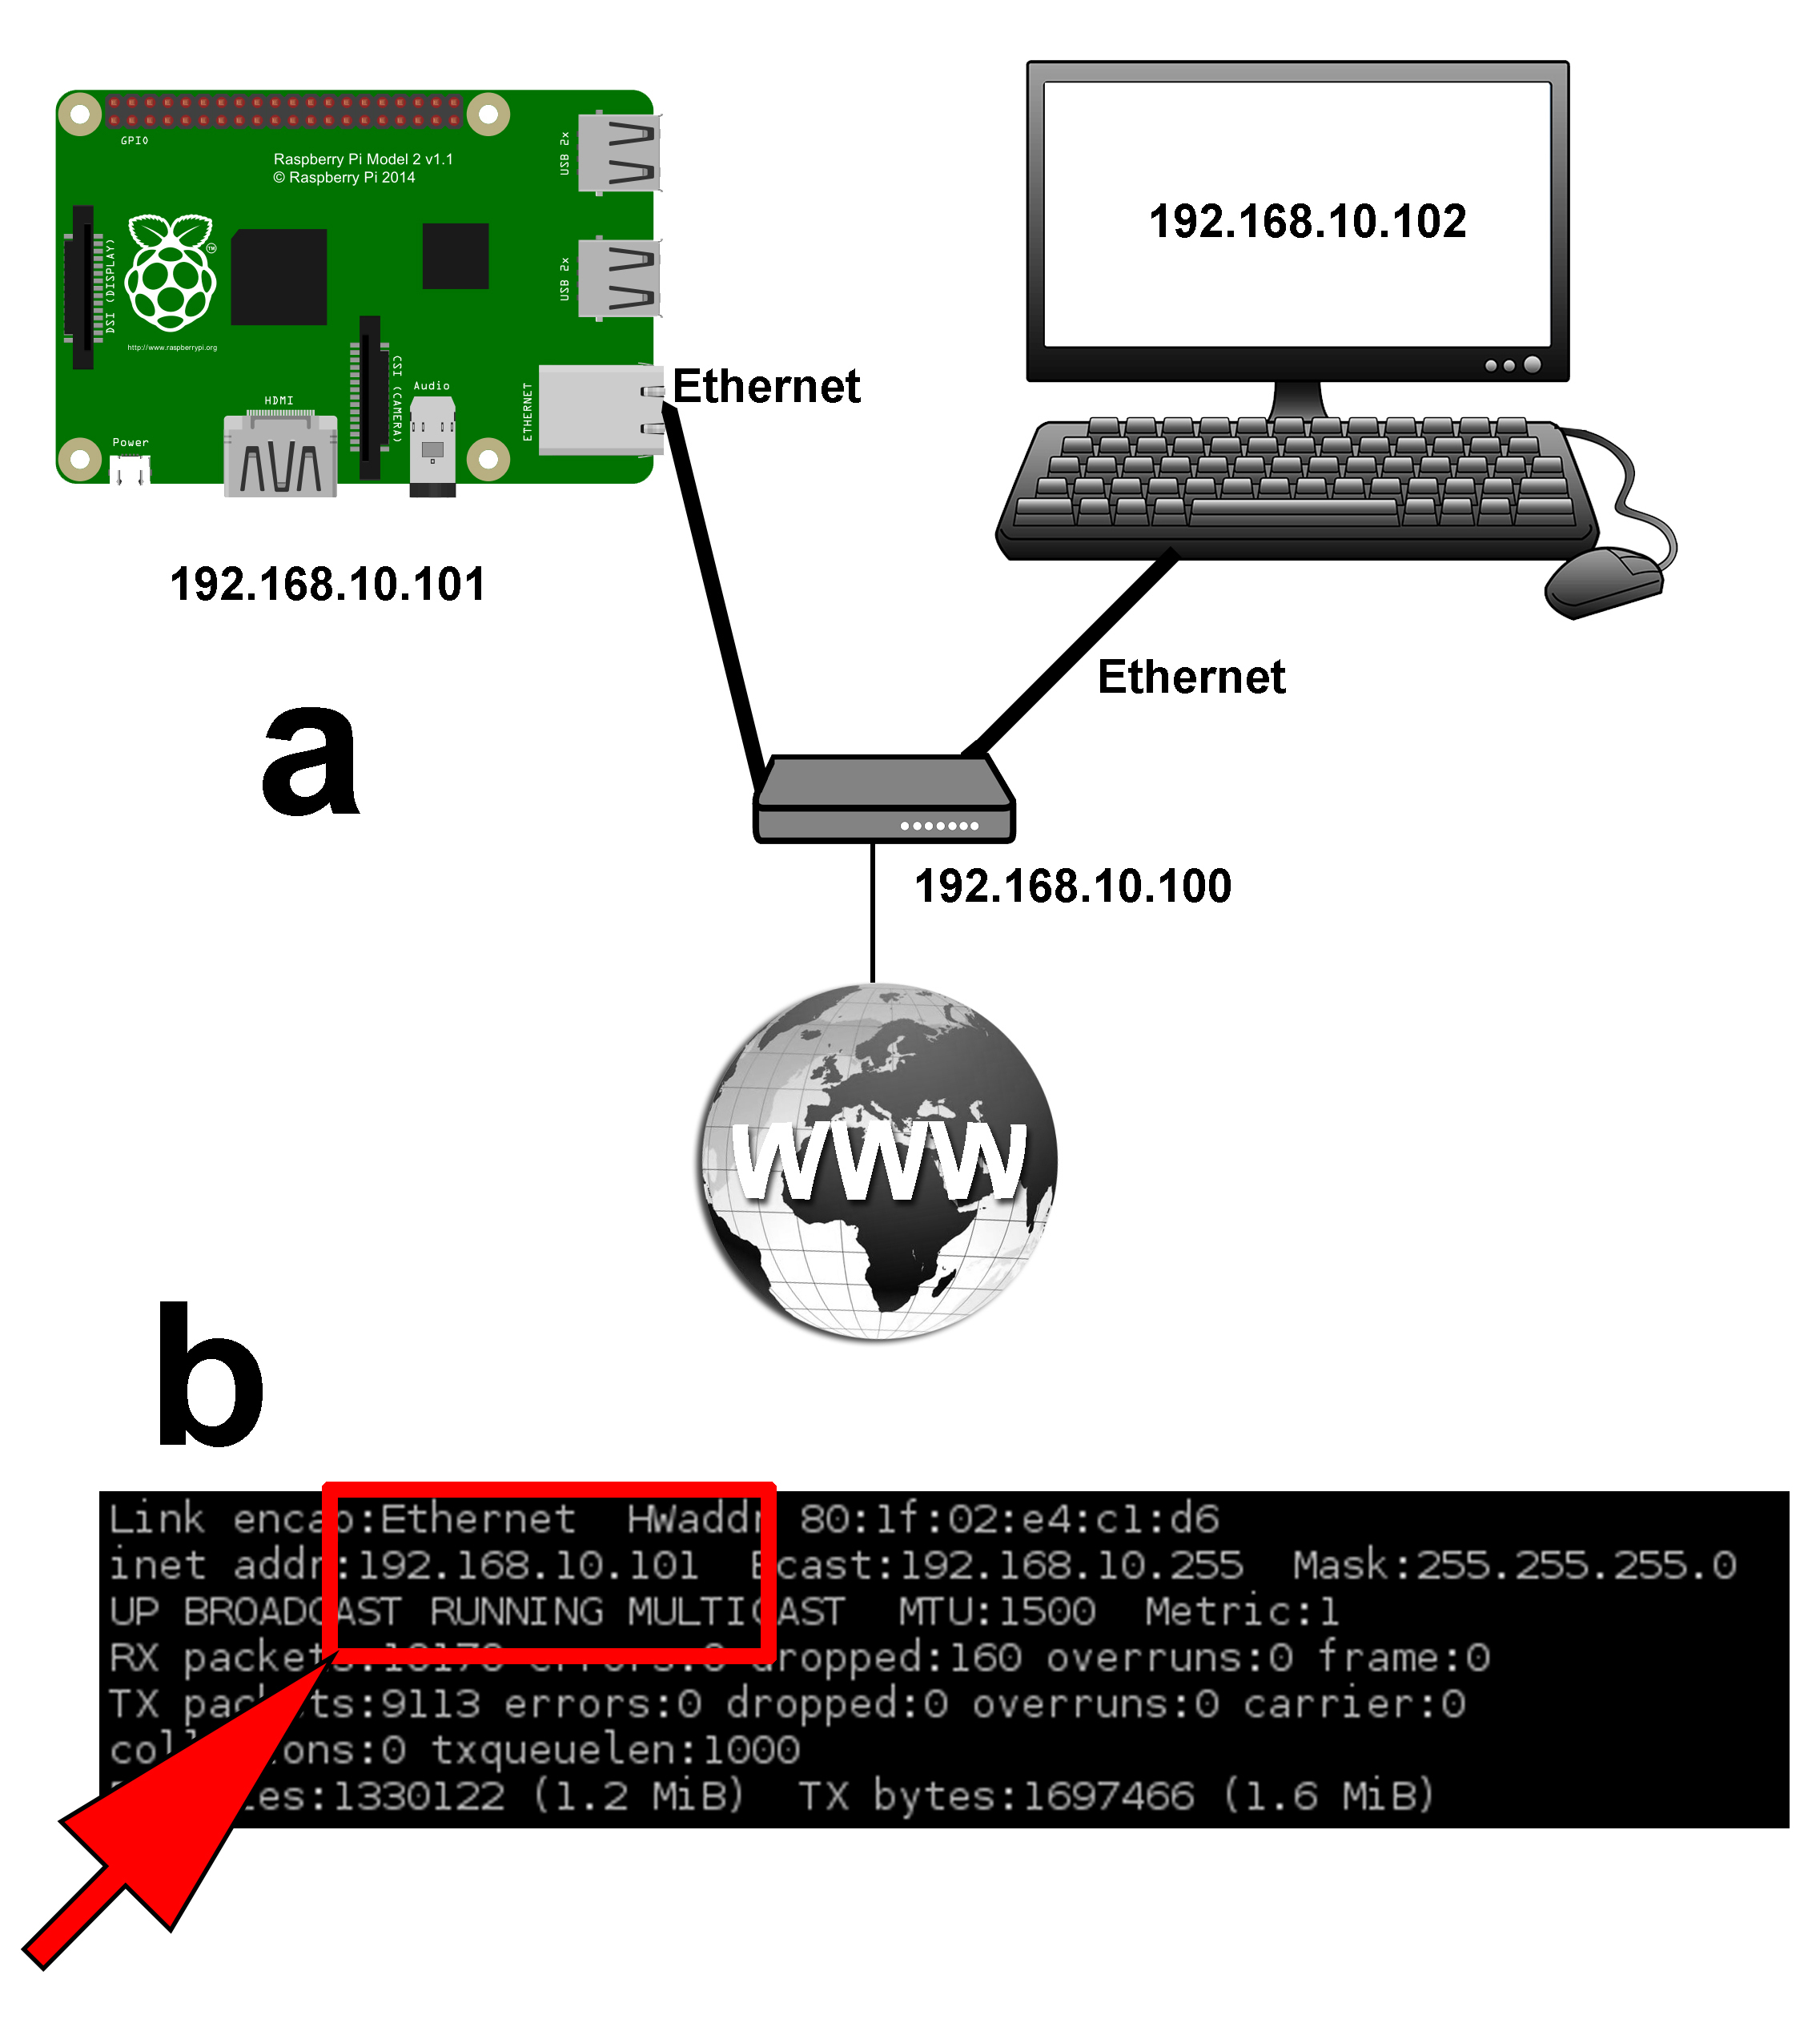 GPIO
Raspberry Pi Model 2 v1.1
© Raspberry Pi 2014
USB 2x
USB 2x
DSI (DISPLAY)
TM
http://www.raspberrypi.org
CSI (CAMERA)
Audio
ETHERNET
HDMI
Power
Ethernet
192.168.10.102
192.168.10.101
Ethernet
a
192.168.10.100
WWW
b
Link encap:Ethernet HWaddr 80:1f:02:e4:c1:d6
inet addr:192.168.10.101 Bcast:192.168.10.255 Mask:255.255.255.0
UP BROADCAST RUNNING MULTICAST MTU:1500 Metric:1
RX packets:10170 errors:0 dropped:160 overruns:0 frame:0
TX packets:9113 errors:0 dropped:0 overruns:0 carrier:0
collisions:0 txqueuelen:1000
:1330122 (1.2 MiB) TX bytes:1697466 (1.6 MiB)